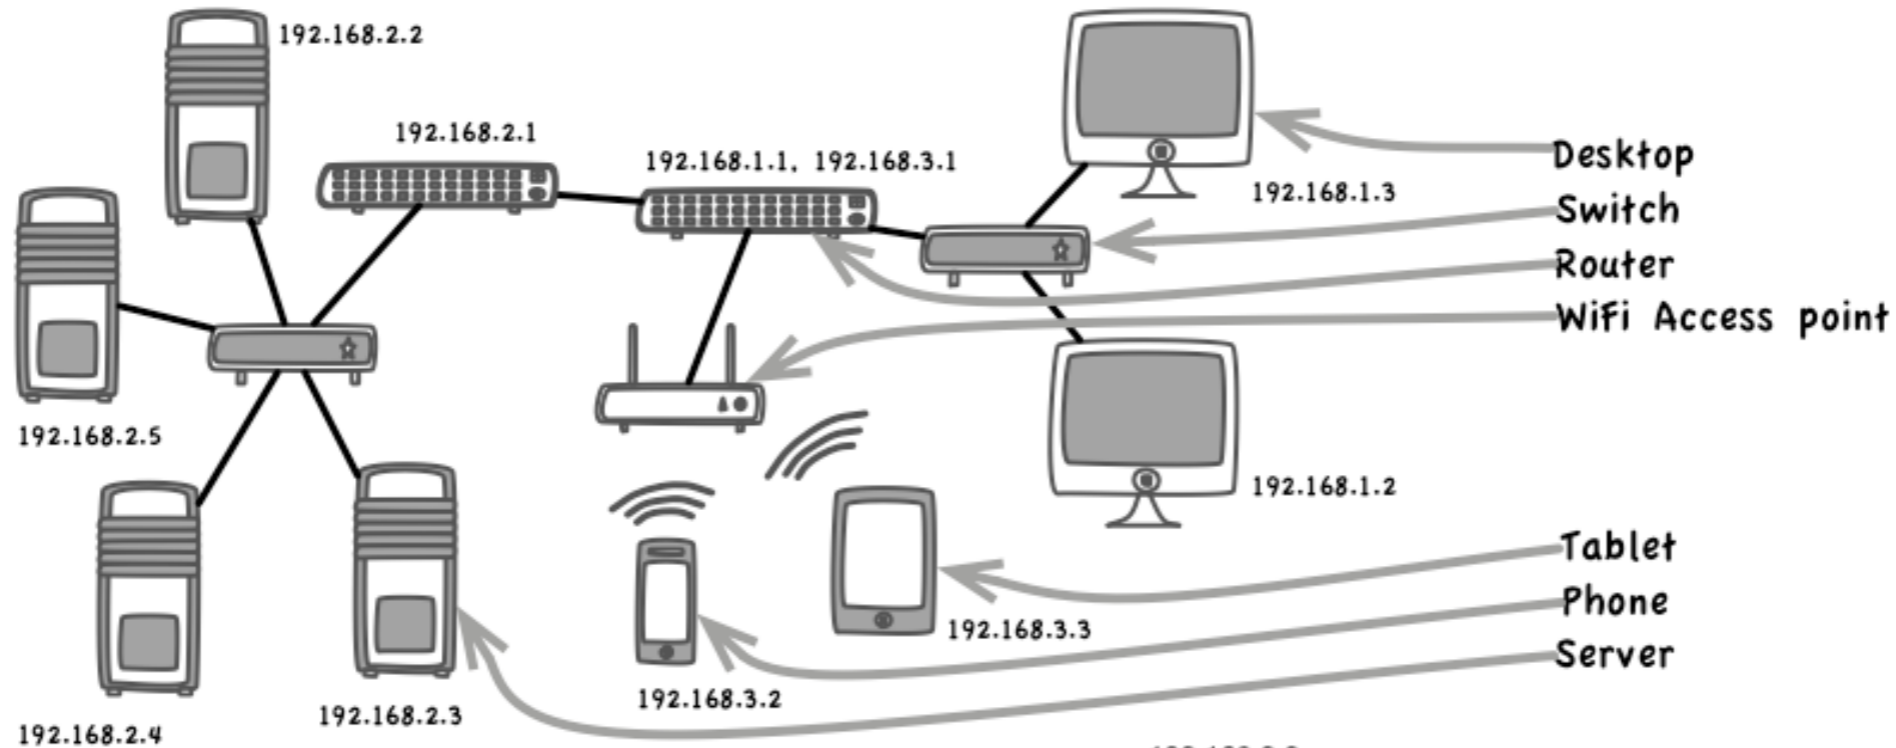 192.168.2.2
192.168.2.1
192.168.1.1, 192.168.3.1
Desktop
192.168.1.3
Switch
Router
WiFi Access point
192.168.2.5
192.168.1.2
Tablet
Phone
192.168.3.3
Server
192.168.3.2
192.168.2.3
192.168.2.4